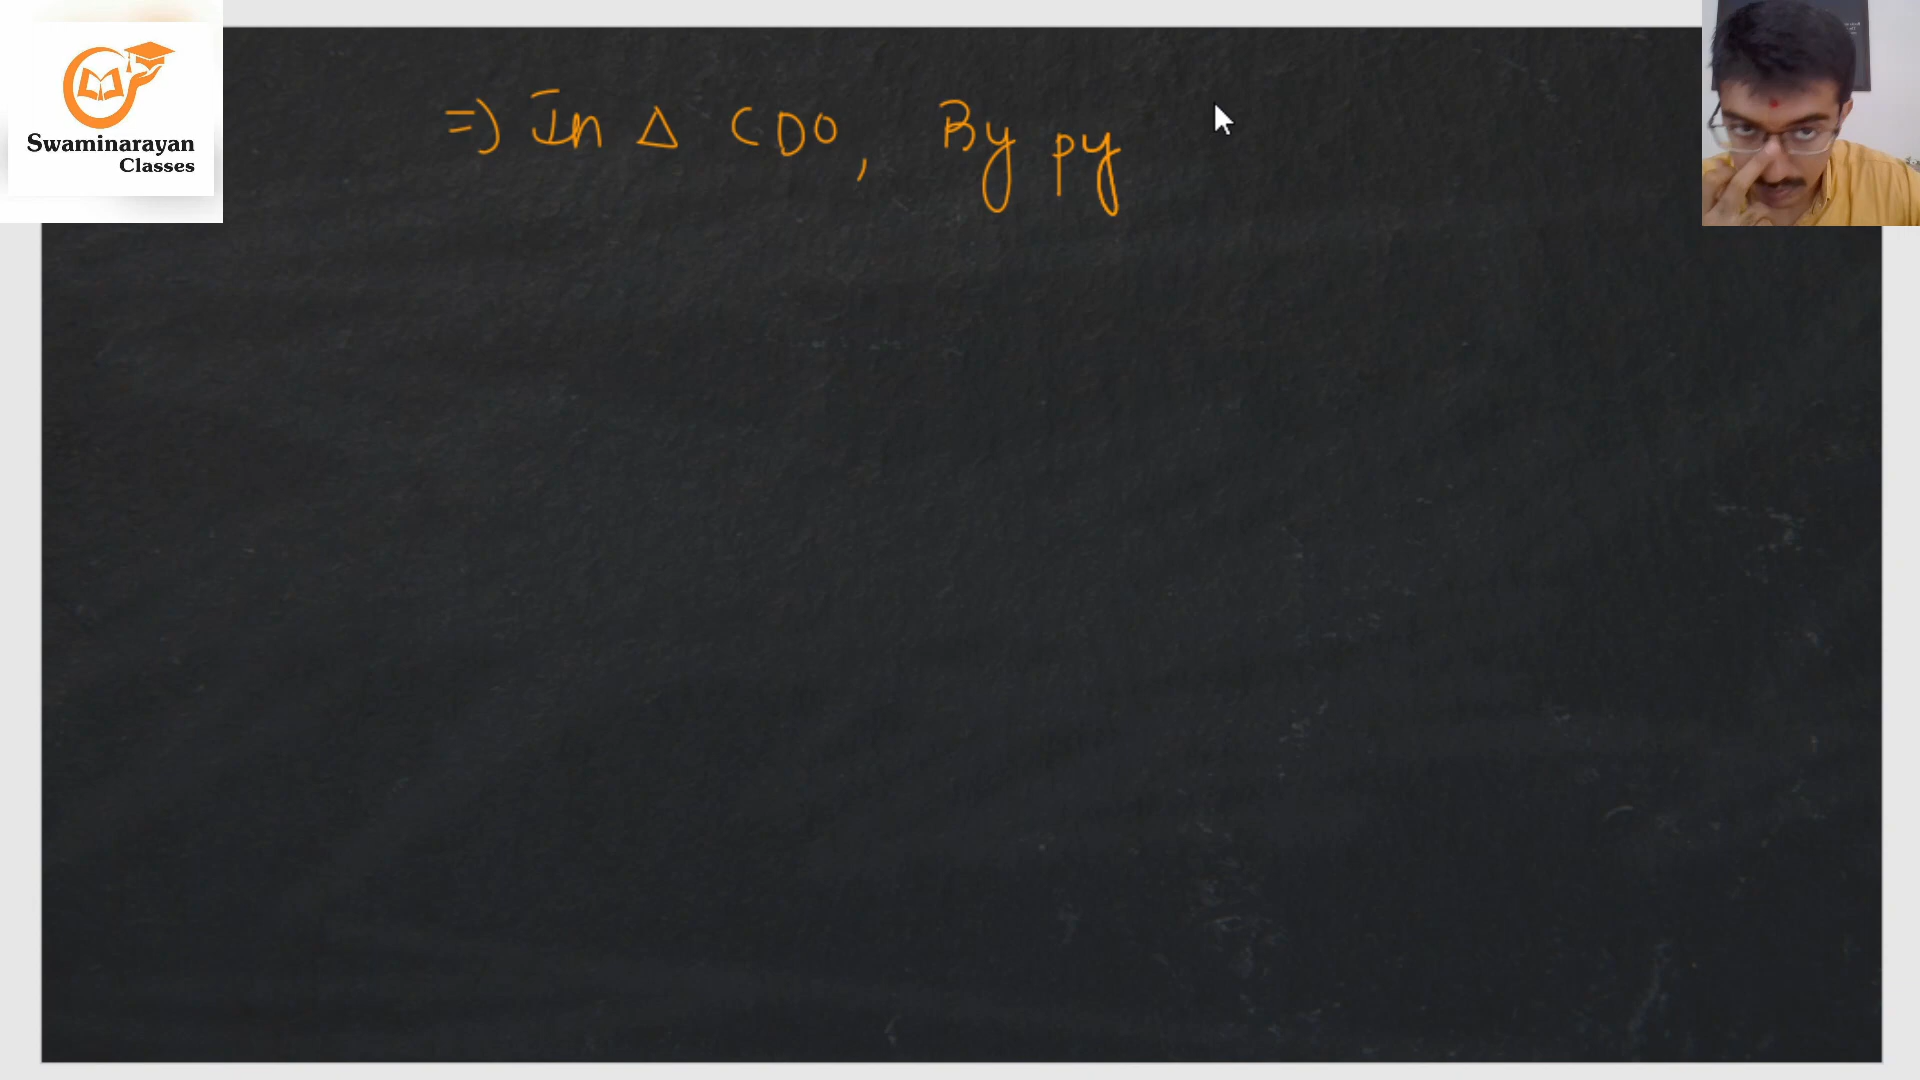 Swaminarayan
Classes
=) In Δ CDO, By py